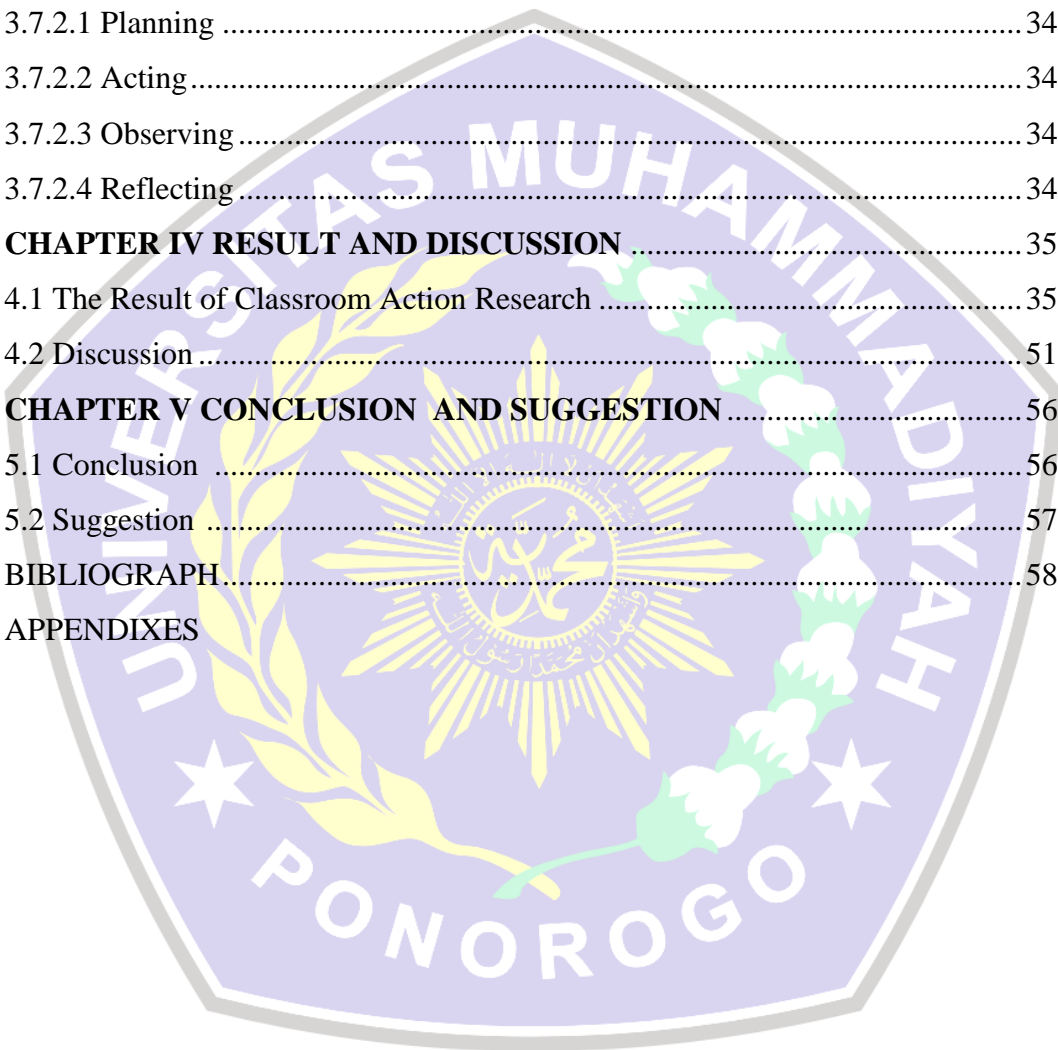 3.7.2.1 Planning ........ 34
3.7.2.2 Acting ........ 34
3.7.2.3 Observing ........ 34
3.7.2.4 Reflecting ........ 34
CHAPTER IV RESULT AND DISCUSSION ........ 35
4.1 The Result of Classroom Action Research ........ 35
4.2 Discussion ........ 51
CHAPTER V CONCLUSION AND SUGGESTION ........ 56
5.1 Conclusion ........ 56
5.2 Suggestion ........ 57
BIBLIOGRAPH ........ 58
APPENDIXES
UNIVERSITAS MUHAMMADIYAH
PONOROGO
محمدية